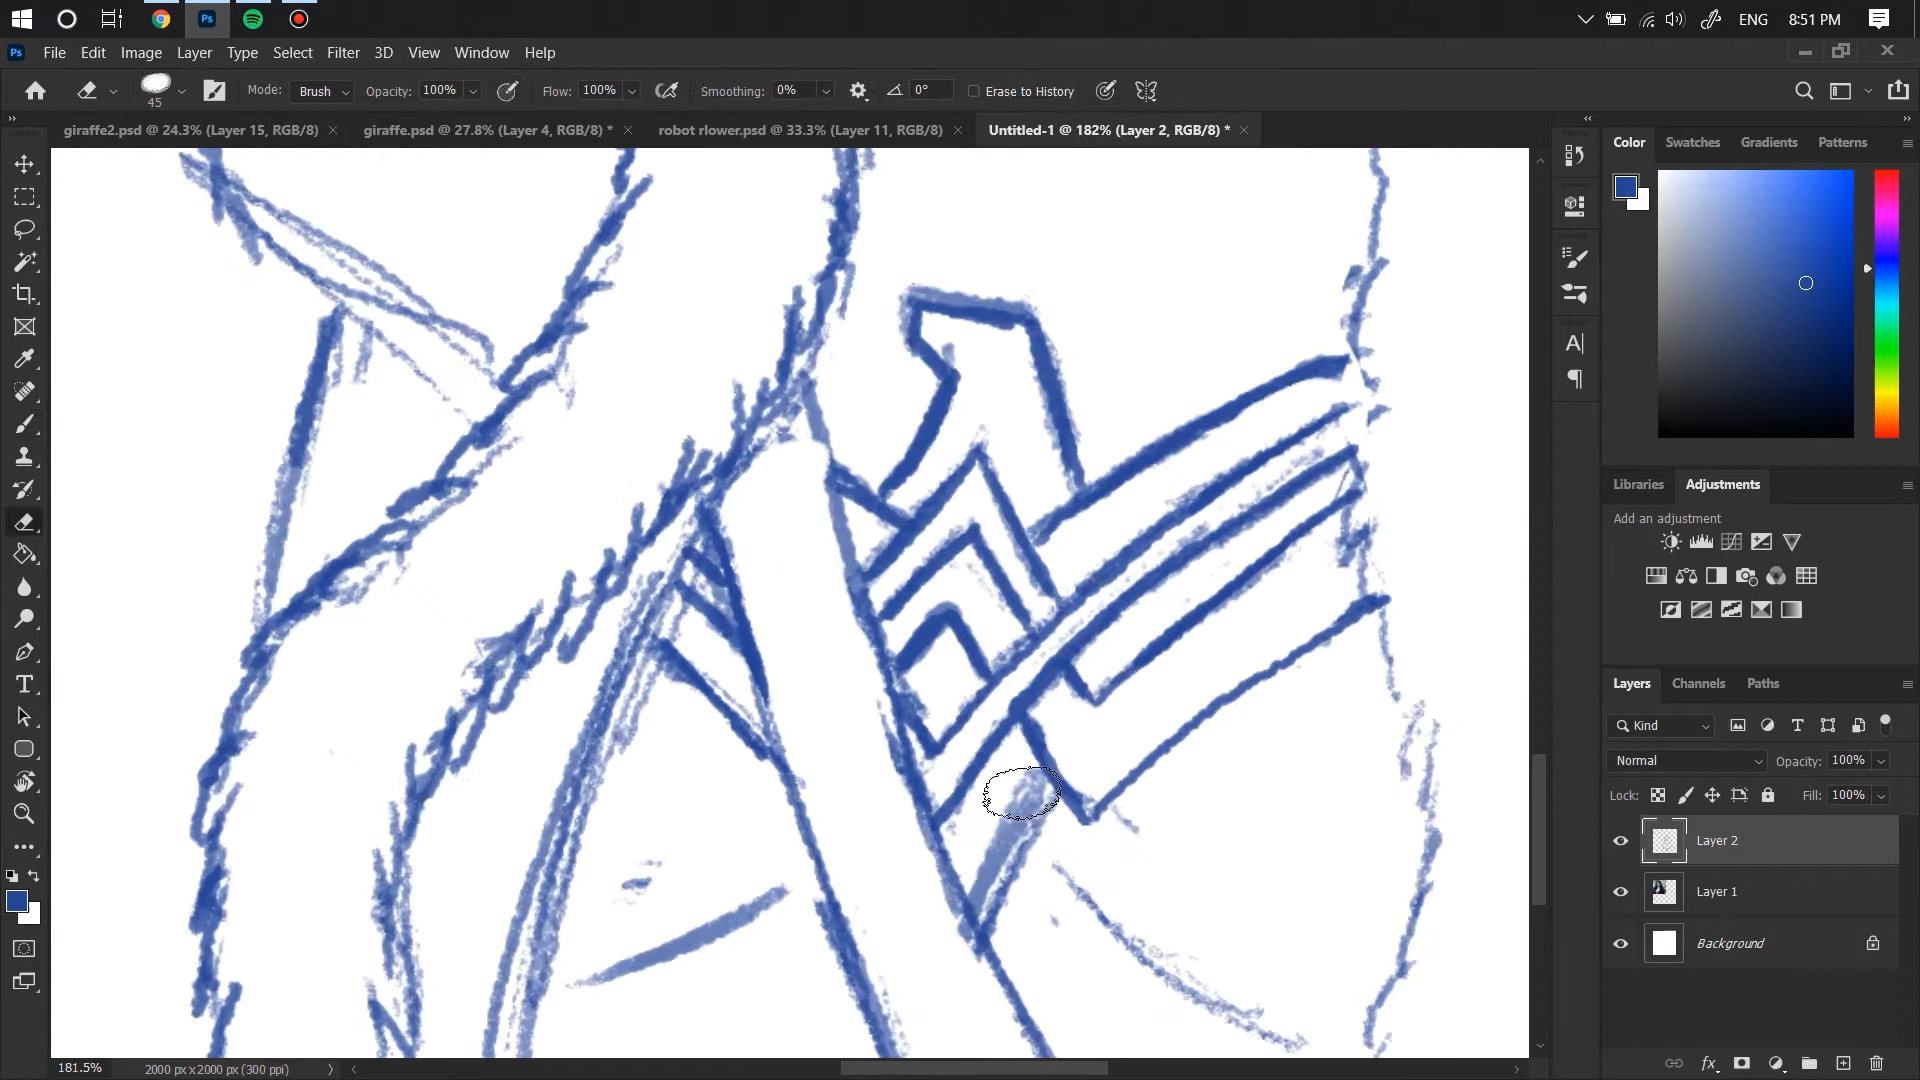 Ps
ENG 8:51 PM
Ps File Edit Image Layer Type Select Filter 3D View Window Help
45 Mode: Brush Opacity: 100% Flow: 100% Smoothing: 0% 0° Erase to History
giraffe2.psd @ 24.3% (Layer 15, RGB/8) giraffe.psd @ 27.8% (Layer 4, RGB/8) * robot rlower.psd @ 33.3% (Layer 11, RGB/8) Untitled-1 @ 182% (Layer 2, RGB/8) *
Color Swatches Gradients Patterns
Libraries Adjustments
Add an adjustment
Layers Channels Paths
Kind
Normal Opacity: 100%
Lock: Fill: 100%
Layer 2
Layer 1
Background
181.5% 2000 px x 2000 px (300 ppi)